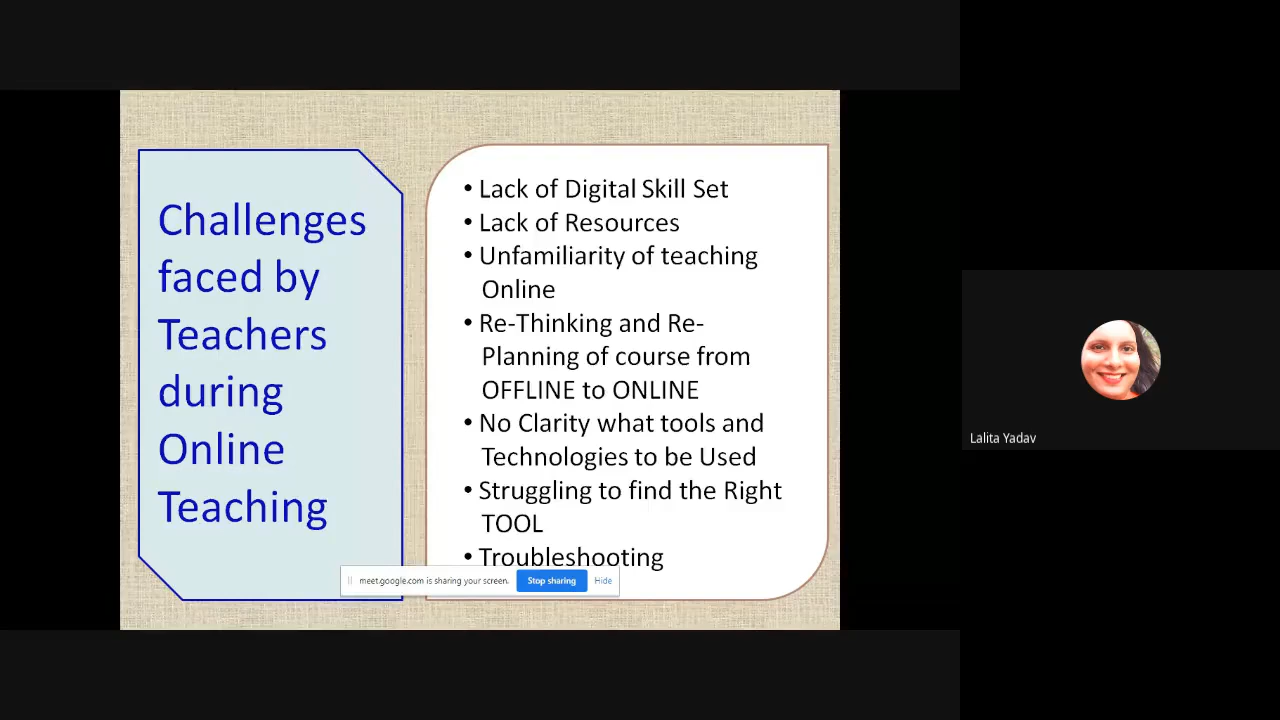 Challenges
faced by
Teachers
during
Online
Teaching
• Lack of Digital Skill Set
• Lack of Resources
• Unfamiliarity of teaching
Online
• Re-Thinking and Re-
Planning of course from
OFFLINE to ONLINE
• No Clarity what tools and
Technologies to be Used
• Struggling to find the Right
TOOL
• Troubleshooting
meet.google.com is sharing your screen. Stop sharing Hide
Lalita Yadav